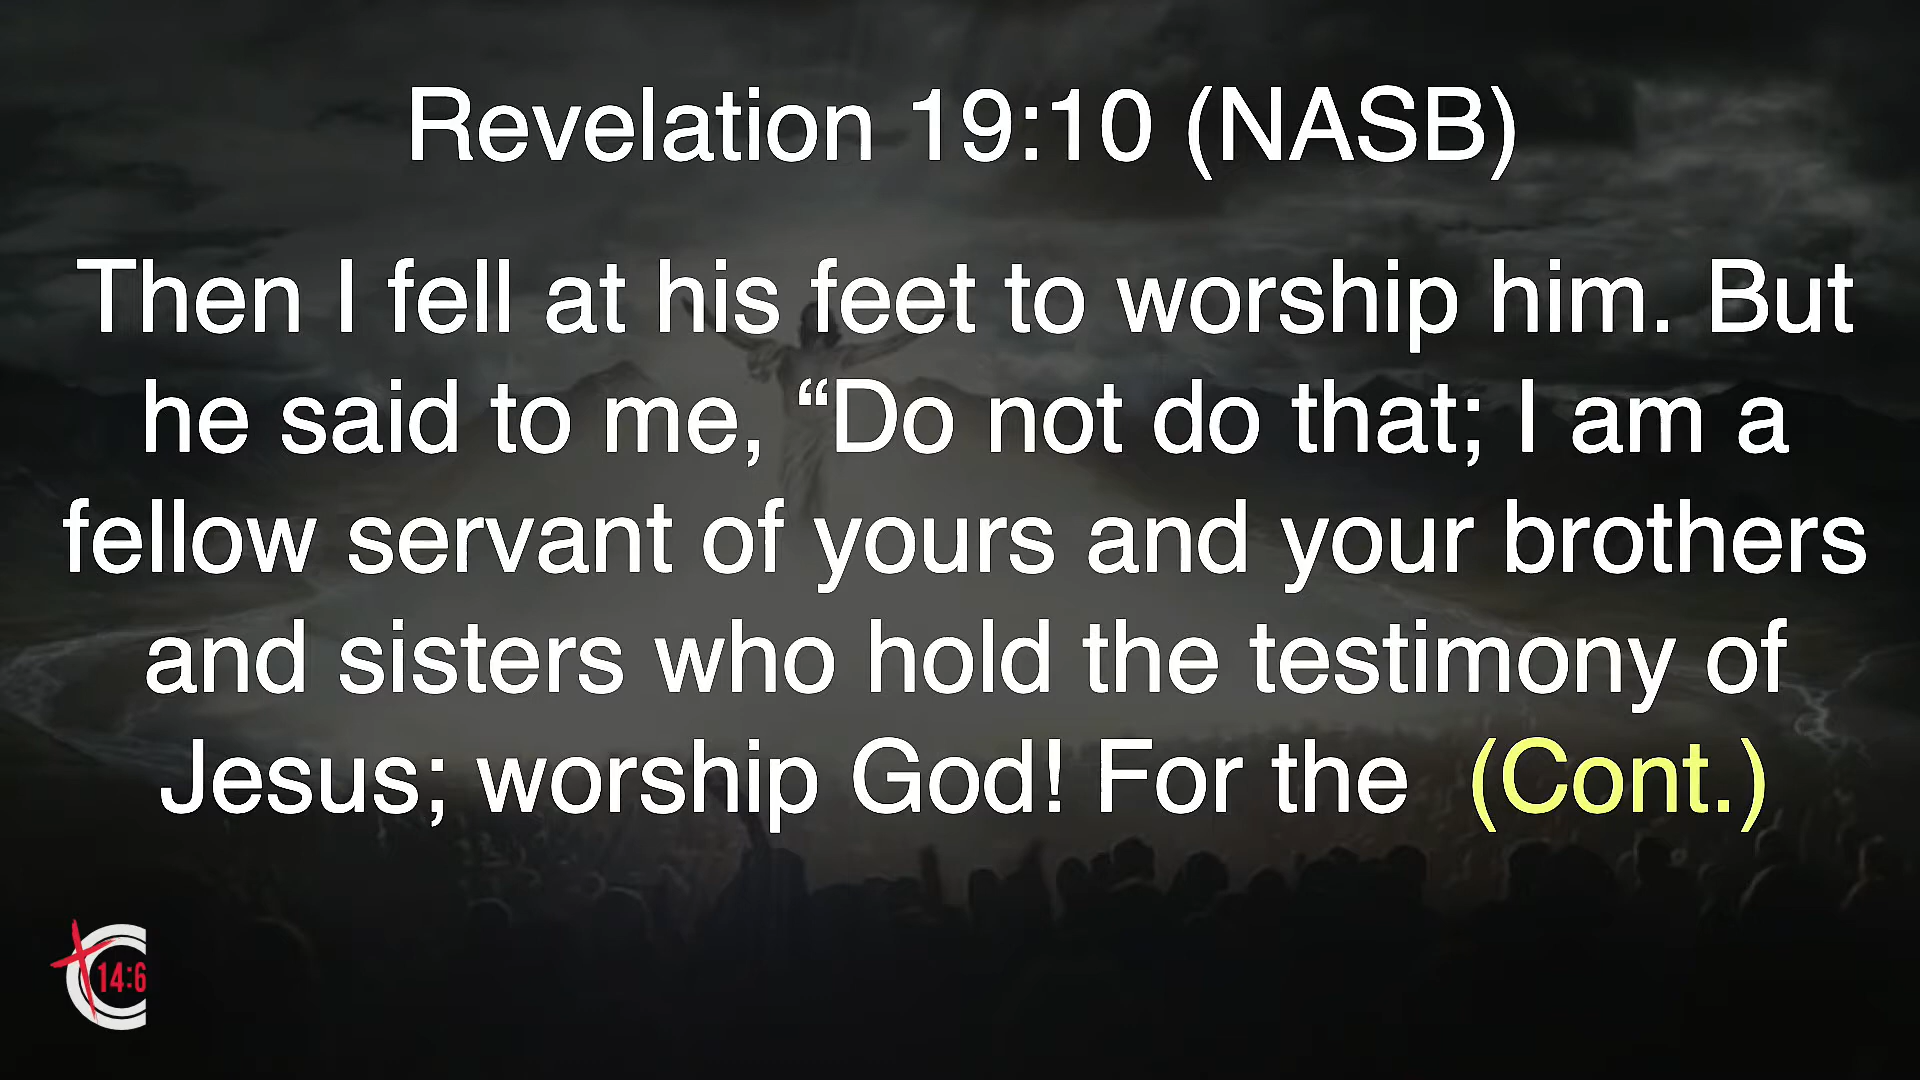 Revelation 19:10 (NASB)
Then I fell at his feet to worship him. But
he said to me, “Do not do that; I am a
fellow servant of yours and your brothers
and sisters who hold the testimony of
Jesus; worship God! For the (Cont.)
14:6